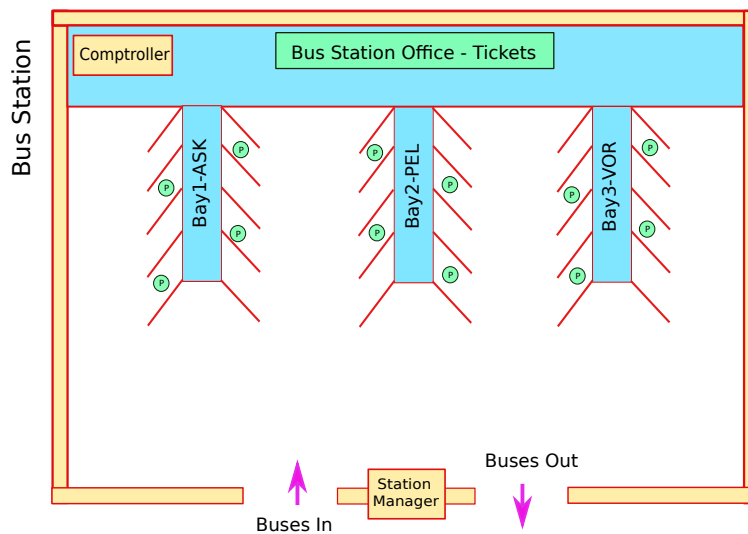 Bus Station
Comptroller
Bus Station Office - Tickets
Bay1-ASK
Bay2-PEL
Bay3-VOR
P
P
P
P
P
P
P
P
P
P
P
P
Buses In
Station
Manager
Buses Out